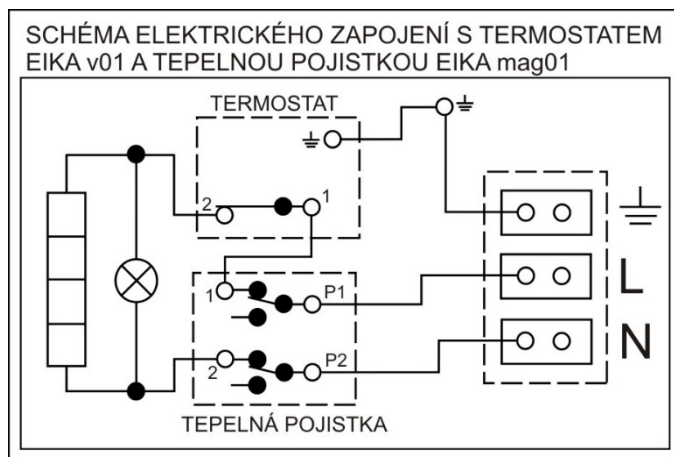 SCHÉMA ELEKTRICKÉHO ZAPOJENÍ S TERMOSTATEM
EIKA v01 A TEPELNOU POJISTKOU EIKA mag01
TERMOSTAT
2
1
1
P1
L
2
P2
N
TEPELNÁ POJISTKA